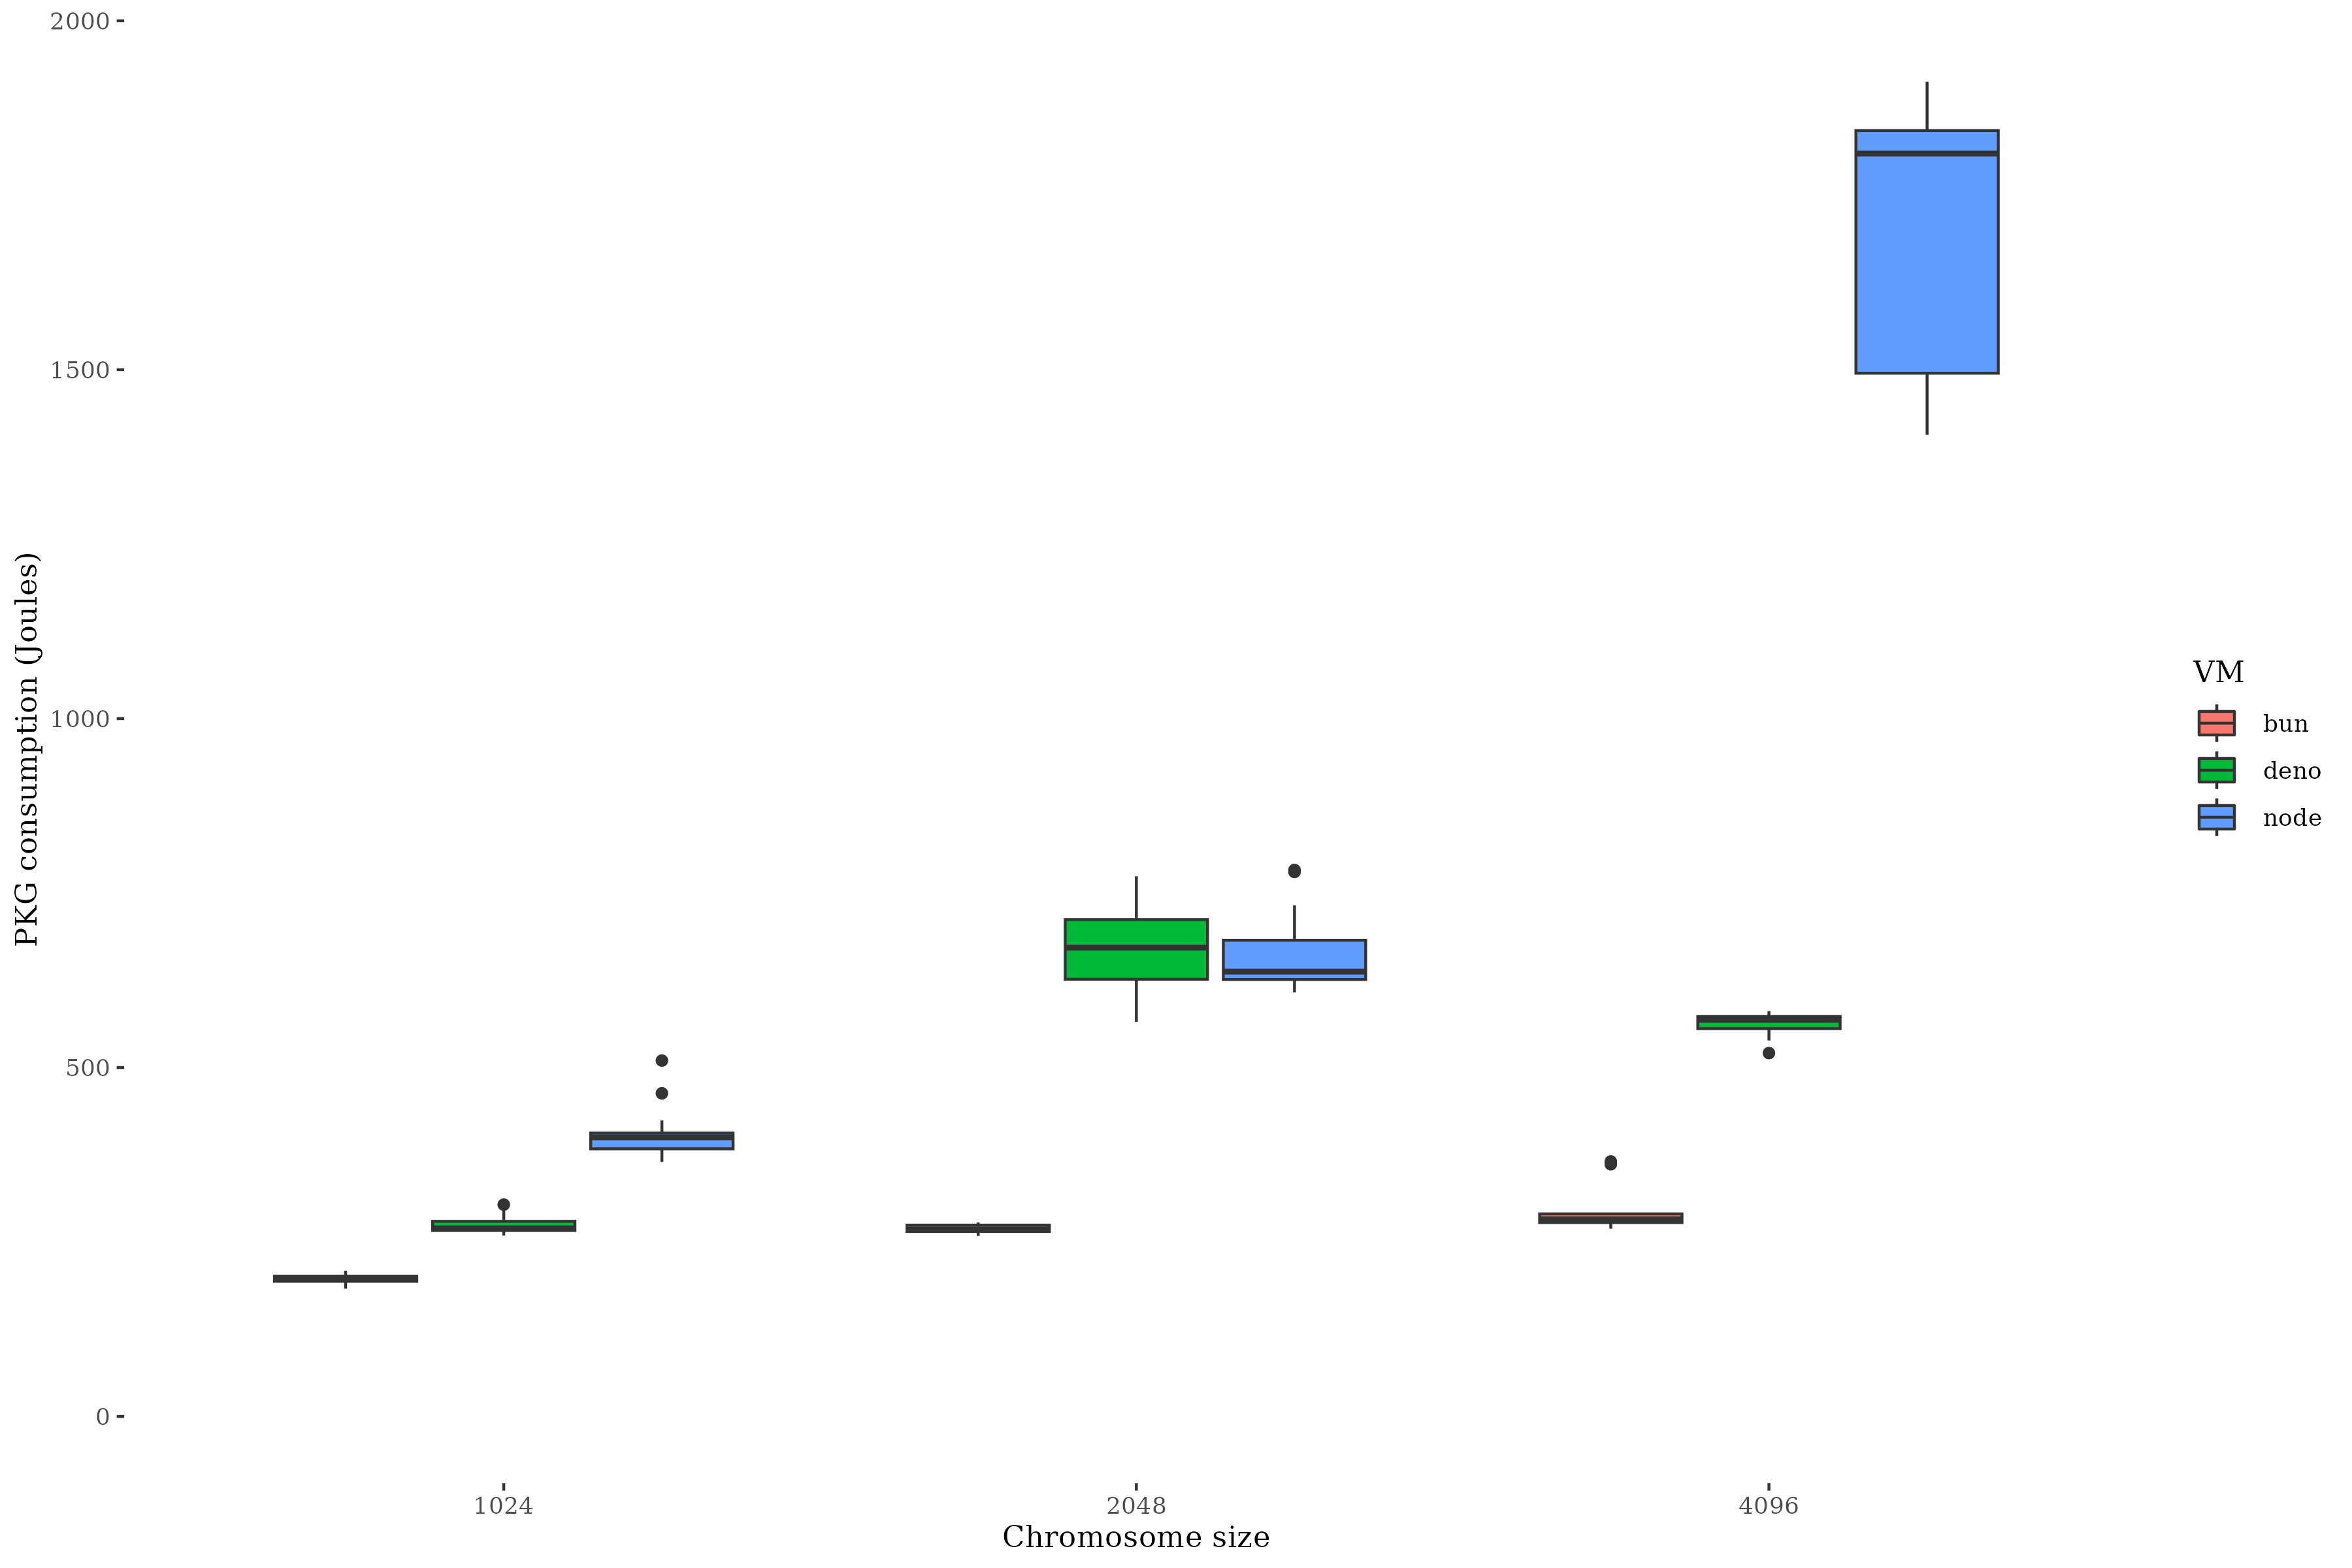 2000
1500
1000
500
0
PKG consumption (Joules)
1024
2048
4096
Chromosome size
VM
bun
deno
node